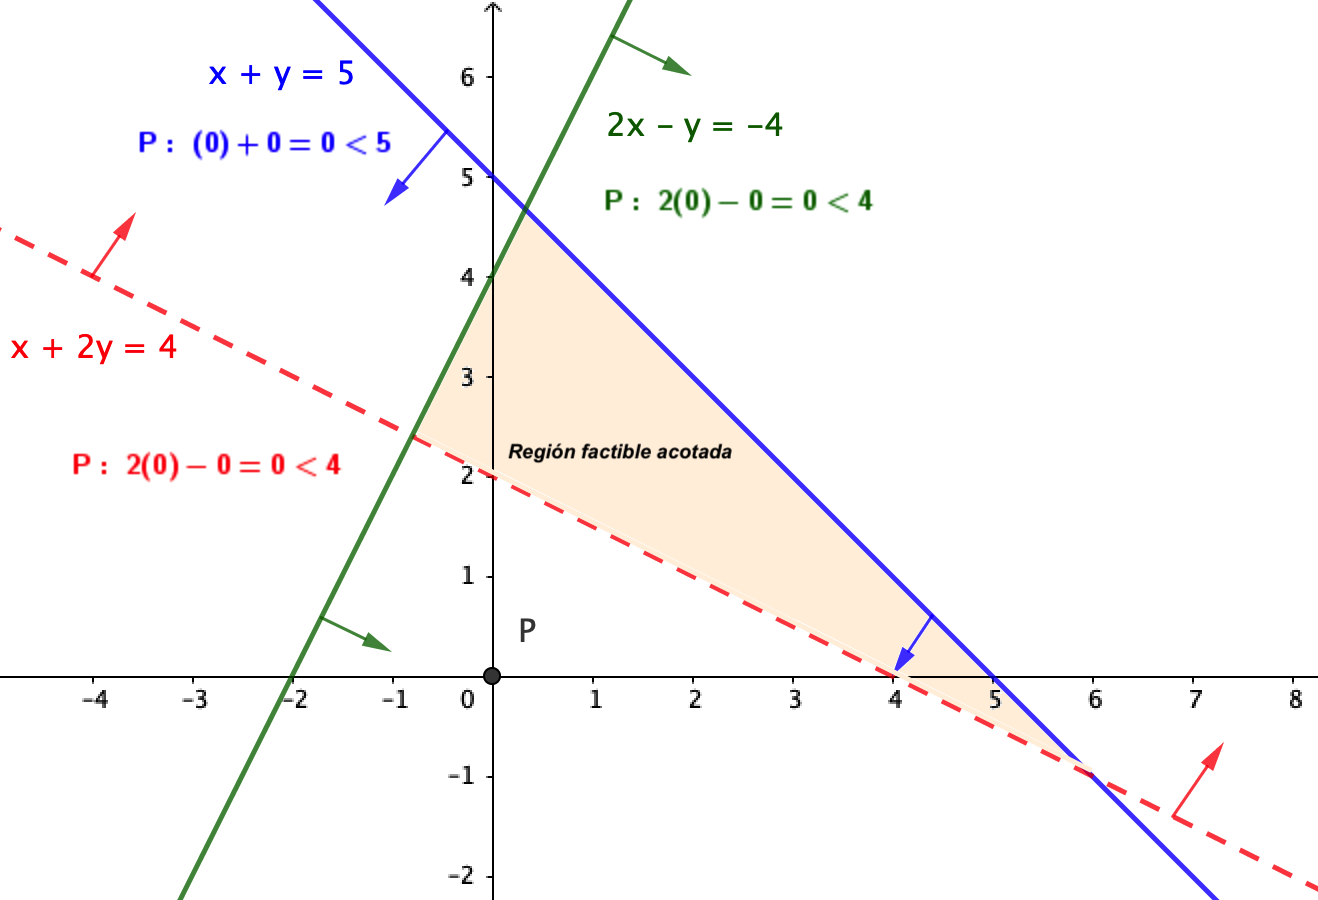 6
x + y = 5
P : (0) + 0 = 0 < 5
2x − y = −4
5
P : 2(0) − 0 = 0 < 4
4
x + 2y = 4
3
Región factible acotada
P : 2(0) − 0 = 0 < 4
2
1
P
−4 −3 −2 −1 0 1 2 3 4 5 6 7 8
−1
−2